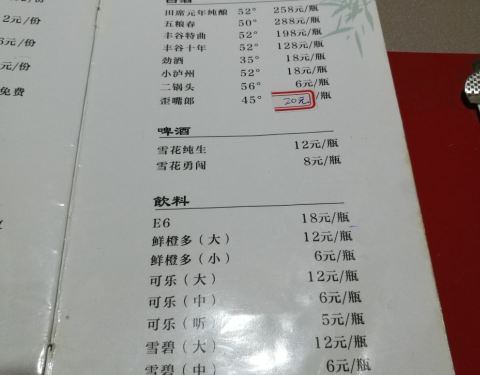 2元/份
6元/份
免费
白酒
田席元年纯酿 52° 258元/瓶
五粮春 50° 288元/瓶
丰谷特曲 52° 198元/瓶
丰谷十年 52° 128元/瓶
劲酒 35° 18元/瓶
小泸州 52° 18元/瓶
二锅头 56° 6元/瓶
歪嘴郎 45° 20元/瓶
啤酒
雪花纯生 12元/瓶
雪花勇闯 8元/瓶
飲料
E6 18元/瓶
鲜橙多（大） 12元/瓶
鲜橙多（小） 6元/瓶
可乐（大） 12元/瓶
可乐（中） 6元/瓶
可乐（听） 5元/瓶
雪碧（大） 12元/瓶
雪碧（中） 6元/瓶